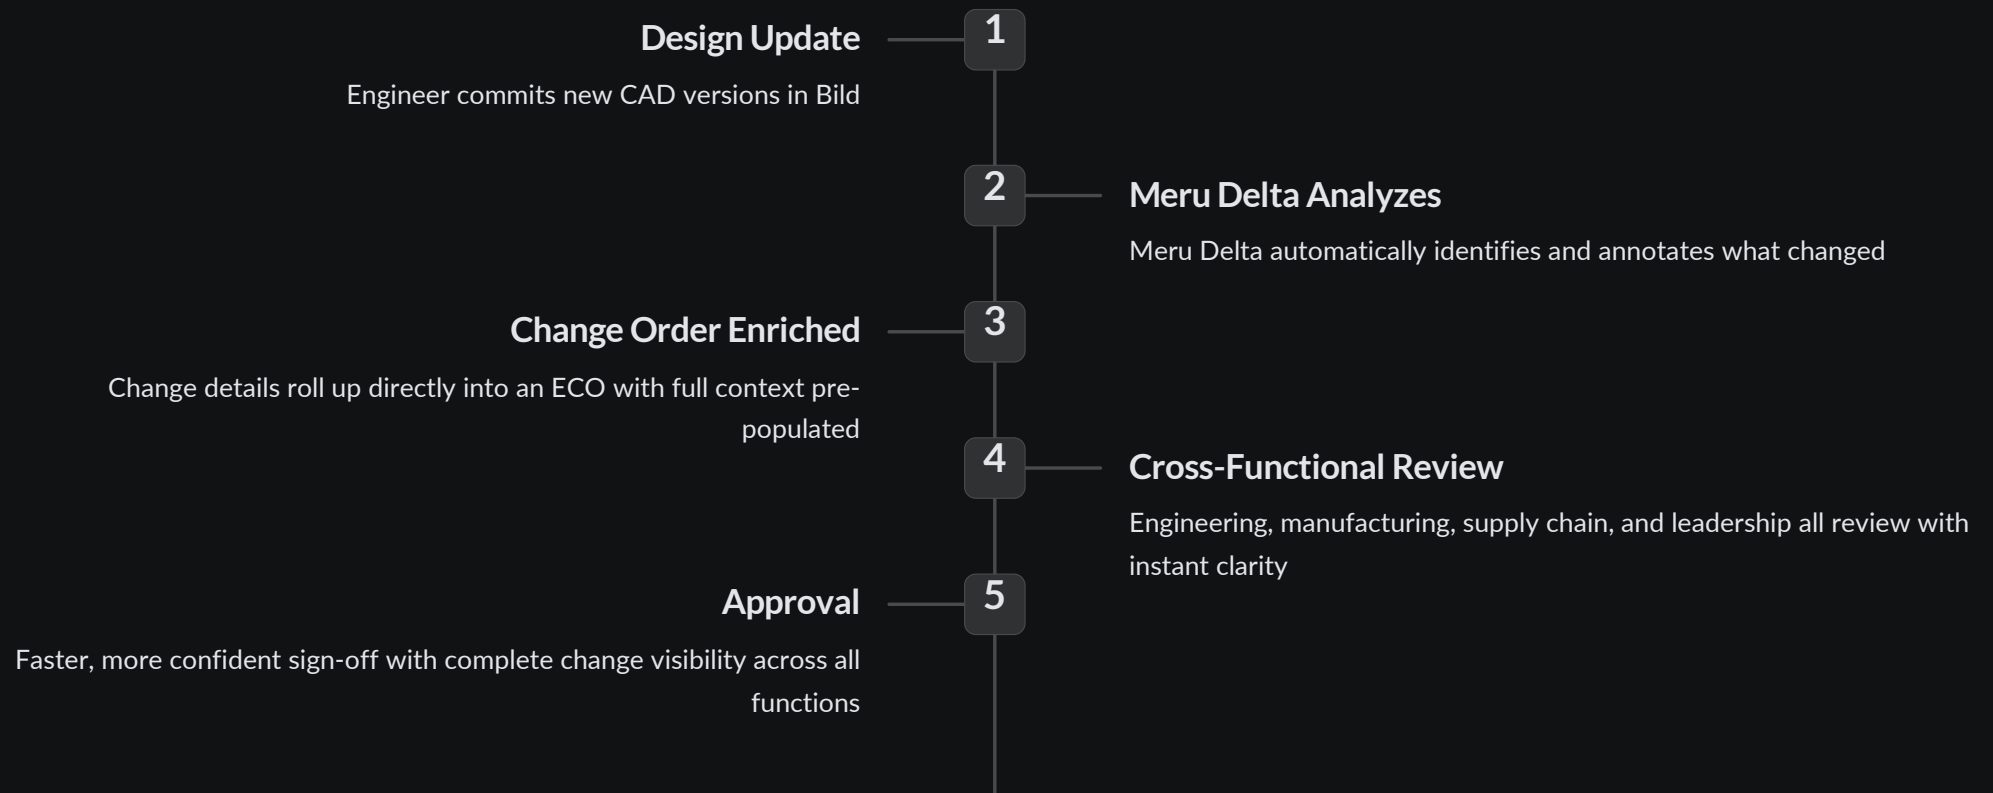 1
Design Update
Engineer commits new CAD versions in Bild
2
Meru Delta Analyzes
Meru Delta automatically identifies and annotates what changed
3
Change Order Enriched
Change details roll up directly into an ECO with full context pre-
populated
4
Cross-Functional Review
Engineering, manufacturing, supply chain, and leadership all review with
instant clarity
5
Approval
Faster, more confident sign-off with complete change visibility across all
functions